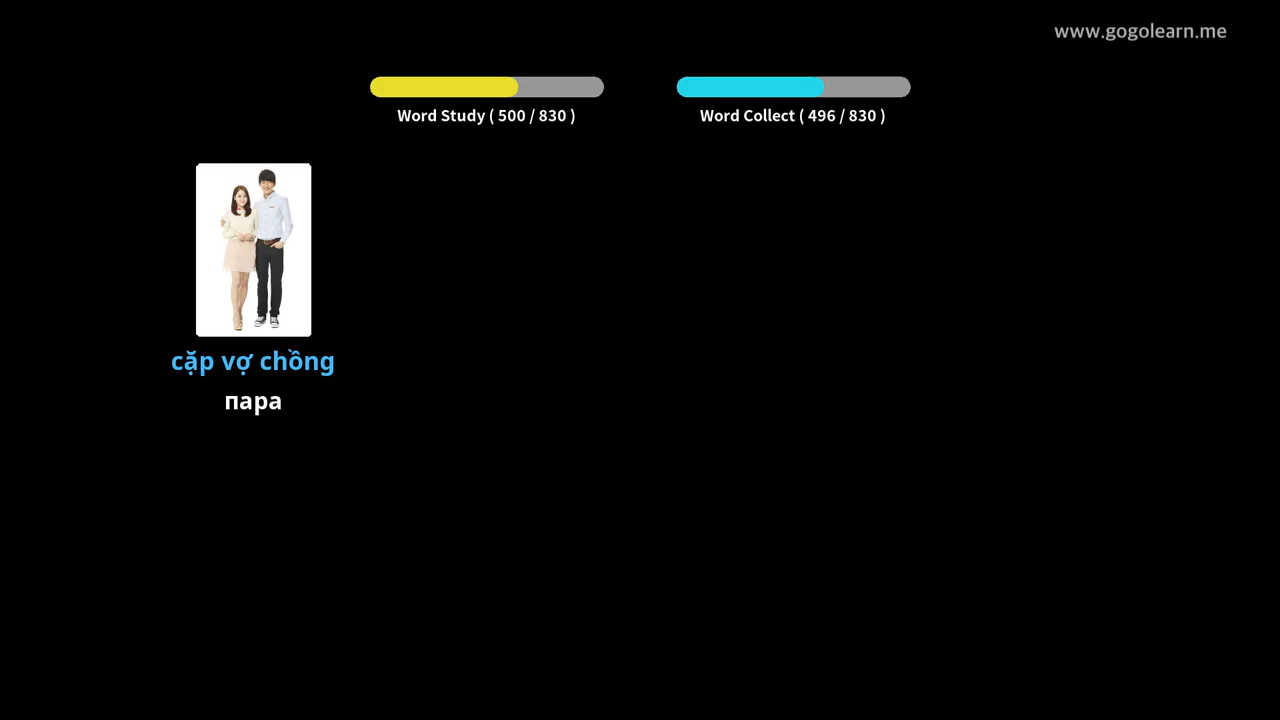 www.gogolearn.me
Word Study ( 500 / 830 )
Word Collect ( 496 / 830 )
cặp vợ chồng
пара